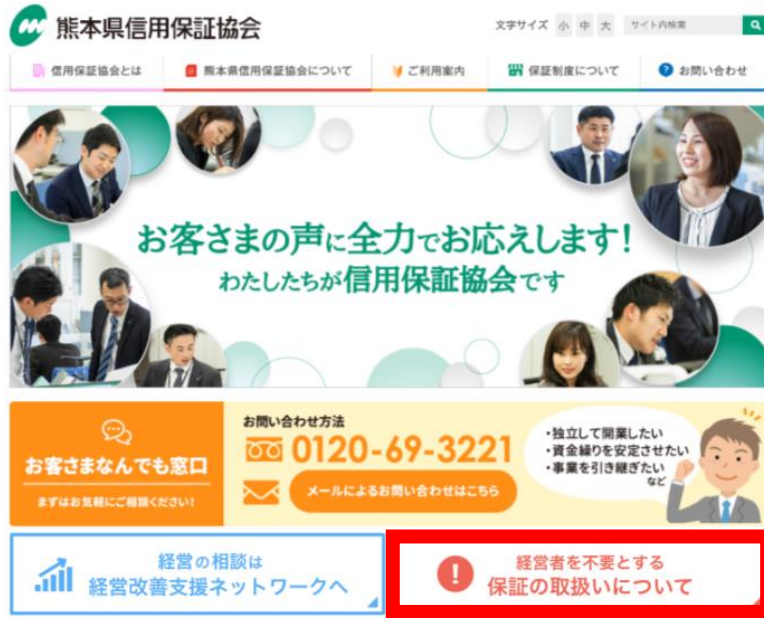 熊本県信用保証協会
文字サイズ 小 中 大 サイト内検索
信用保証協会とは 熊本県信用保証協会について ご利用案内 保証制度について ? お問い合わせ
お客さまの声に全力でお応えします!
わたしたちが信用保証協会です
お客さまなんでも窓口
まずはお気軽にご相談ください!
お問い合わせ方法
0120-69-3221
メールによるお問い合わせはこちら
・独立して開業したい
・資金繰りを安定させたい
・事業を引き継ぎたい
など
経営の相談は
経営改善支援ネットワークへ
! 経営者を不要とする
保証の取扱いについて